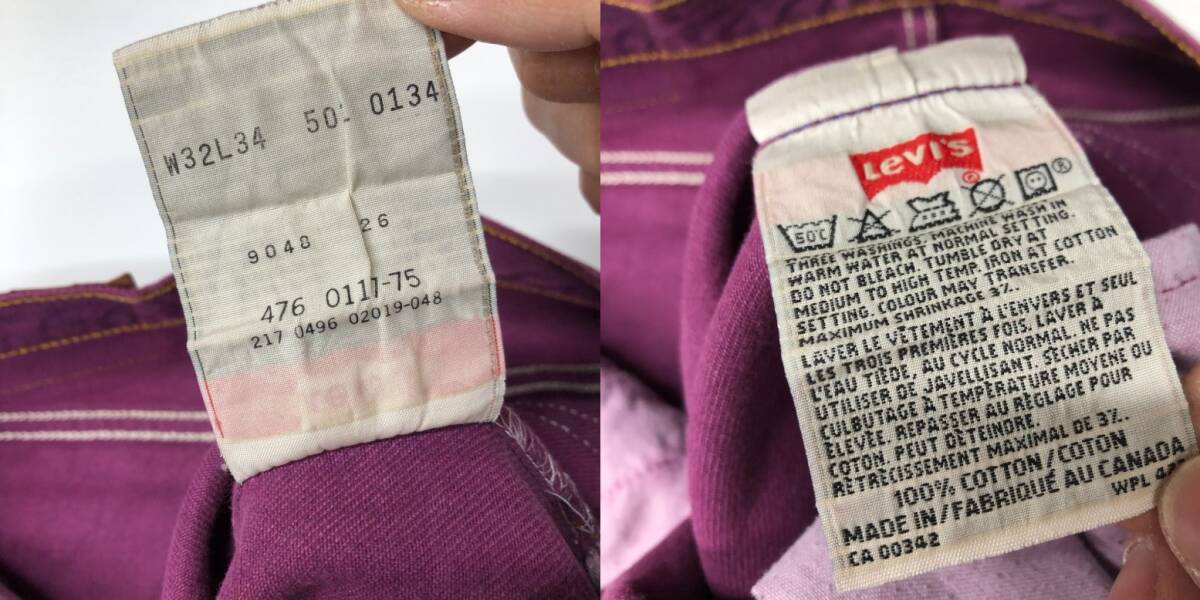 W32L34 50 0134
9048 26
476 0117-75
217 0496 02019-048
Levi's ®
50C ®
THREE WASHINGS. MACHINE WASH IN
WARM WATER AT NORMAL SETTING.
DO NOT BLEACH. TUMBLE DRY AT
MEDIUM TO HIGH TEMP. IRON AT COTTON
SETTING. COLOUR MAY TRANSFER.
MAXIMUM SHRINKAGE 3%.
LAVER LE VÊTEMENT À L'ENVERS ET SEUL
LES TROIS PREMIÈRES FOIS. LAVER À
L'EAU TIÈDE, AU CYCLE NORMAL. NE PAS
UTILISER DE JAVELLISANT. SÉCHER PAR
CULBUTAGE À TEMPÉRATURE MOYENNE OU
ÉLEVÉE. REPASSER AU RÉGLAGE POUR
COTON. PEUT DÉTEINDRE.
RÉTRÉCISSEMENT MAXIMAL DE 3%.
100% COTTON/COTON
MADE IN/FABRIQUÉ AU CANADA
CA 00342 WPL